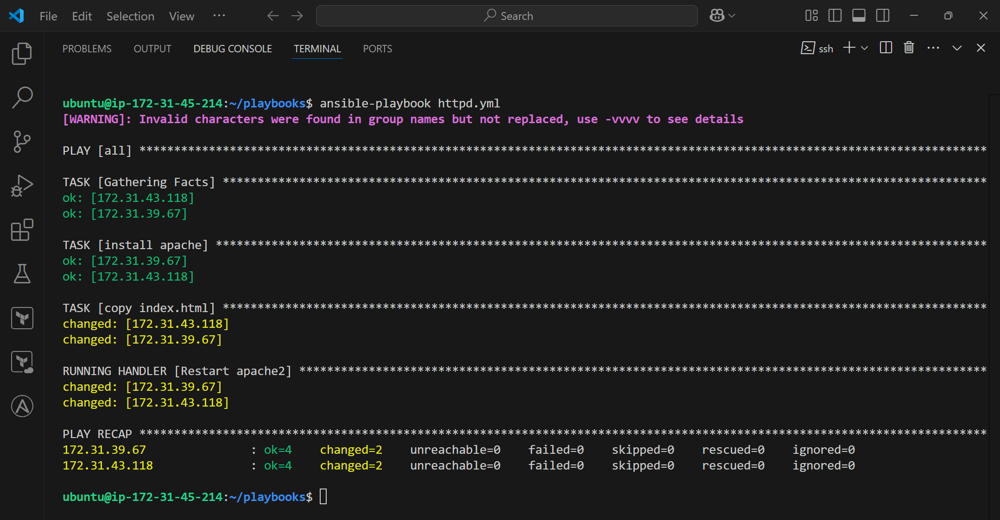 File Edit Selection View ··· Search
PROBLEMS OUTPUT DEBUG CONSOLE TERMINAL PORTS ssh
ubuntu@ip-172-31-45-214:~/playbooks$ ansible-playbook httpd.yml
[WARNING]: Invalid characters were found in group names but not replaced, use -vvvv to see details
PLAY [all] **************************************************************************************************************************
TASK [Gathering Facts] **************************************************************************************************************
ok: [172.31.43.118]
ok: [172.31.39.67]
TASK [install apache] ***************************************************************************************************************
ok: [172.31.39.67]
ok: [172.31.43.118]
TASK [copy index.html] **************************************************************************************************************
changed: [172.31.43.118]
changed: [172.31.39.67]
RUNNING HANDLER [Restart apache2] ***************************************************************************************************
changed: [172.31.39.67]
changed: [172.31.43.118]
PLAY RECAP **************************************************************************************************************************
172.31.39.67 : ok=4 changed=2 unreachable=0 failed=0 skipped=0 rescued=0 ignored=0
172.31.43.118 : ok=4 changed=2 unreachable=0 failed=0 skipped=0 rescued=0 ignored=0
ubuntu@ip-172-31-45-214:~/playbooks$